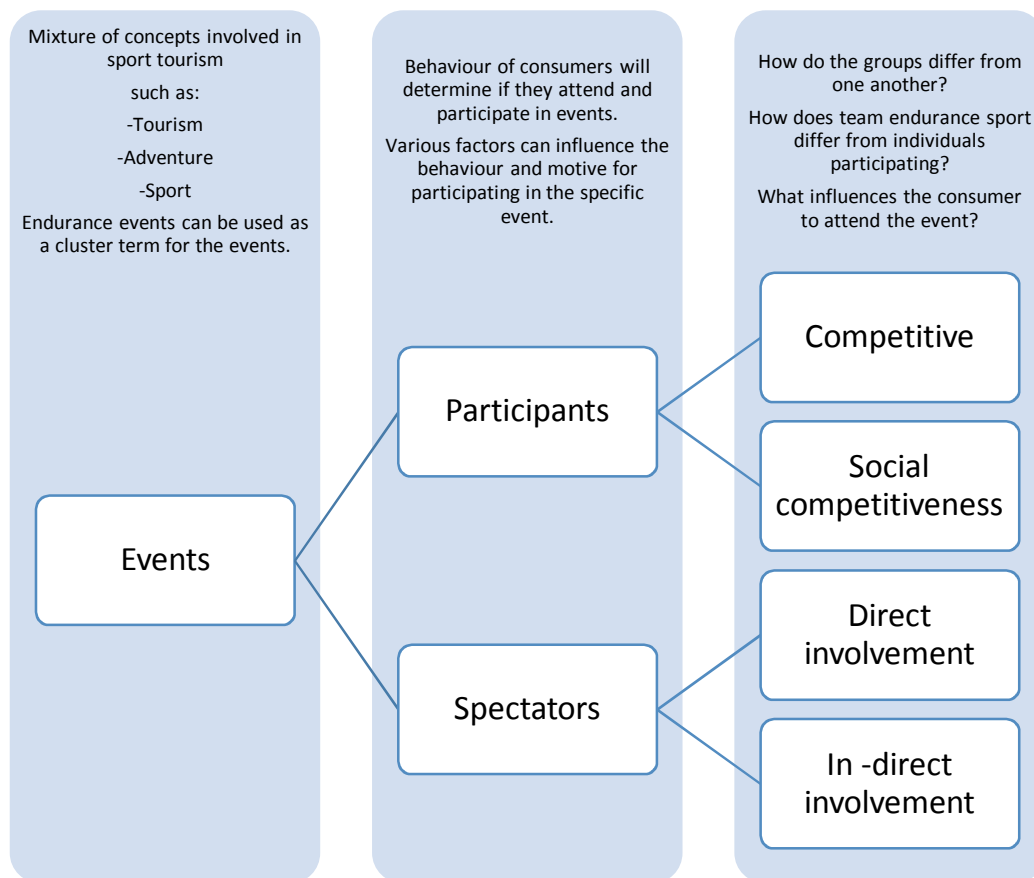 Mixture of concepts involved in
sport tourism
such as:
-Tourism
-Adventure
-Sport
Endurance events can be used as
a cluster term for the events.
Events
Behaviour of consumers will
determine if they attend and
participate in events.
Various factors can influence the
behaviour and motive for
participating in the specific
event.
Participants
Spectators
How do the groups differ from
one another?
How does team endurance sport
differ from individuals
participating?
What influences the consumer
to attend the event?
Competitive
Social
competitiveness
Direct
involvement
In -direct
involvement